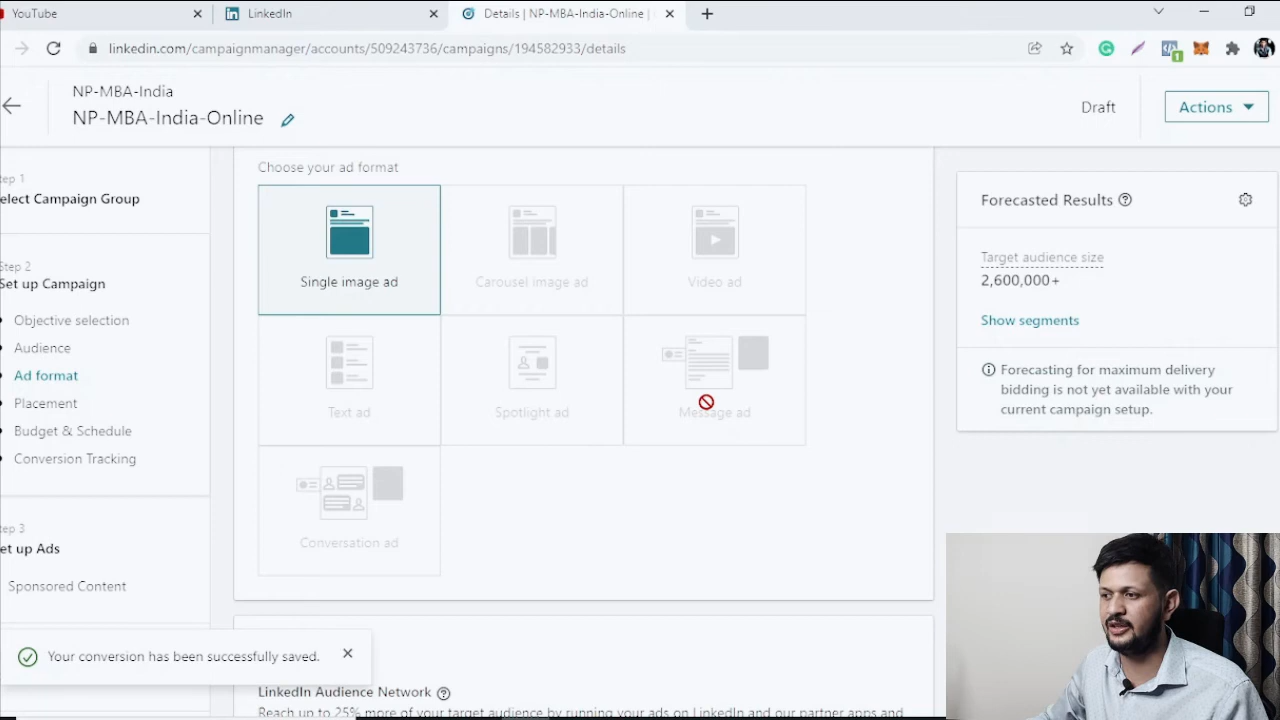 YouTube
LinkedIn
Details | NP-MBA-India-Online |
linkedin.com/campaignmanager/accounts/509243736/campaigns/194582933/details
1
NP-MBA-India
NP-MBA-India-Online
Draft
Actions
tep 1
elect Campaign Group
Step 2
Set up Campaign
Objective selection
Audience
Ad format
Placement
Budget & Schedule
Conversion Tracking
tep 3
et up Ads
Sponsored Content
Choose your ad format
Single image ad
Carousel image ad
Video ad
Text ad
Spotlight ad
Message ad
Conversation ad
Forecasted Results
Target audience size
2,600,000+
Show segments
Forecasting for maximum delivery
bidding is not yet available with your
current campaign setup.
Your conversion has been successfully saved.
LinkedIn Audience Network
Reach up to 25% more of your target audience by running your ads on LinkedIn and our partner apps and